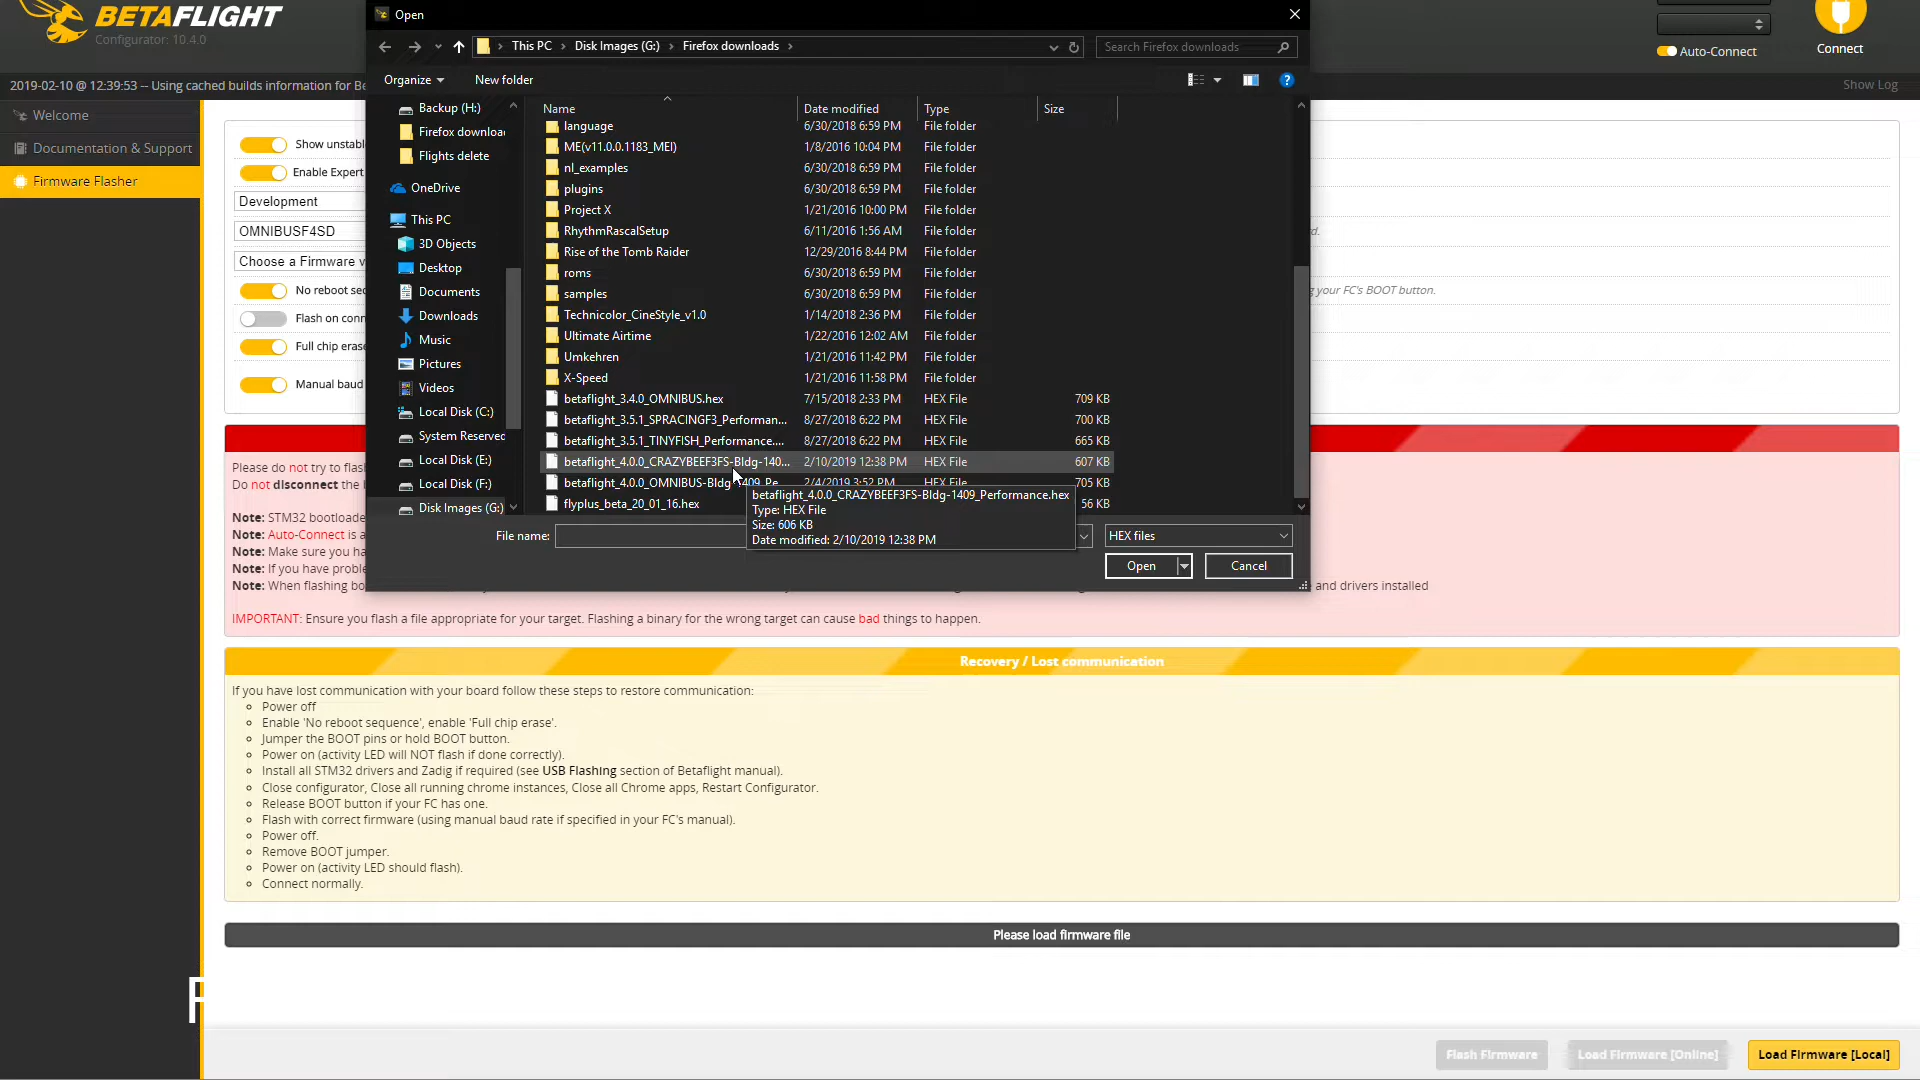 BETAFLIGHT
Configurator: 10.4.0
Open
This PC
Disk Images (G:)
Firefox downloads
Search Firefox downloads
Auto-Connect
Connect
Organize
New folder
2019-02-10 @ 12:39:53 -- Using cached builds information for Be
Show Log
Welcome
Documentation & Support
Firmware Flasher
Show unstabl
Enable Expert
Development
OMNIBUSF4SD
Choose a Firmware v
No reboot sec
Flash on conn
Full chip erase
Manual baud
Backup (H:)
Firefox downloa
Flights delete
OneDrive
This PC
3D Objects
Desktop
Documents
Downloads
Music
Pictures
Videos
Local Disk (C:)
System Reserved
Local Disk (E:)
Local Disk (F:)
Disk Images (G:)
Name Date modified Type Size
language 6/30/2018 6:59 PM File folder
ME(v11.0.0.1183_MEI) 1/8/2016 10:04 PM File folder
nl_examples 6/30/2018 6:59 PM File folder
plugins 6/30/2018 6:59 PM File folder
Project X 1/21/2016 10:00 PM File folder
RhythmRascalSetup 6/11/2016 1:56 AM File folder
Rise of the Tomb Raider 12/29/2016 8:44 PM File folder
roms 6/30/2018 6:59 PM File folder
samples 6/30/2018 6:59 PM File folder
Technicolor_CineStyle_v1.0 1/14/2018 2:36 PM File folder
Ultimate Airtime 1/22/2016 12:02 AM File folder
Umkehren 1/21/2016 11:42 PM File folder
X-Speed 1/21/2016 11:58 PM File folder
betaflight_3.4.0_OMNIBUS.hex 7/15/2018 2:33 PM HEX File 709 KB
betaflight_3.5.1_SPRACINGF3_Performan... 8/27/2018 6:22 PM HEX File 700 KB
betaflight_3.5.1_TINYFISH_Performance.... 8/27/2018 6:22 PM HEX File 665 KB
betaflight_4.0.0_CRAZYBEEF3FS-Bldg-140... 2/10/2019 12:38 PM HEX File 607 KB
betaflight_4.0.0_OMNIBUS-Bldg-1409_Pe... 2/4/2019 3:52 PM HEX File 705 KB
flyplus_beta_20_01_16.hex 56 KB
betaflight_4.0.0_CRAZYBEEF3FS-Bldg-1409_Performance.hex
Type: HEX File
Size: 606 KB
Date modified: 2/10/2019 12:38 PM
File name:
HEX files
Open
Cancel
d.
g your FC's BOOT button.
Please do not try to flas
Do not disconnect the
Note: STM32 bootloade
Note: Auto-Connect is a
Note: Make sure you ha
Note: If you have proble
Note: When flashing bo
and drivers installed
IMPORTANT: Ensure you flash a file appropriate for your target. Flashing a binary for the wrong target can cause bad things to happen.
Recovery / Lost communication
If you have lost communication with your board follow these steps to restore communication:
Power off
Enable 'No reboot sequence', enable 'Full chip erase'.
Jumper the BOOT pins or hold BOOT button.
Power on (activity LED will NOT flash if done correctly).
Install all STM32 drivers and Zadig if required (see USB Flashing section of Betaflight manual).
Close configurator, Close all running chrome instances, Close all Chrome apps, Restart Configurator.
Release BOOT button if your FC has one.
Flash with correct firmware (using manual baud rate if specified in your FC's manual).
Power off.
Remove BOOT jumper.
Power on (activity LED should flash).
Connect normally.
Please load firmware file
F
Flash Firmware
Load Firmware [Online]
Load Firmware [Local]